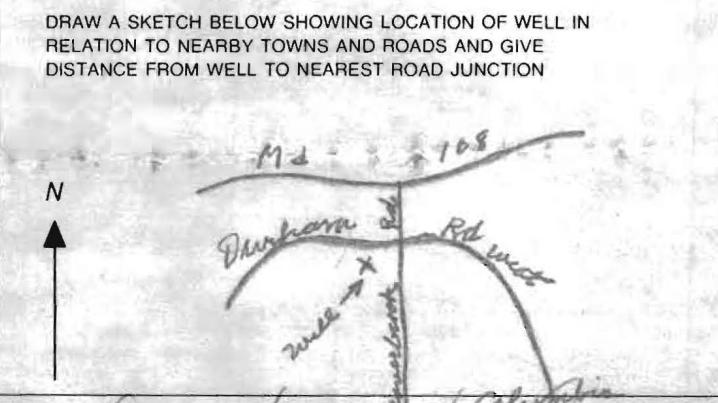 DRAW A SKETCH BELOW SHOWING LOCATION OF WELL IN
RELATION TO NEARBY TOWNS AND ROADS AND GIVE
DISTANCE FROM WELL TO NEAREST ROAD JUNCTION
Md 108
N
Rd
Durham Rd West
X
Well
Columbia